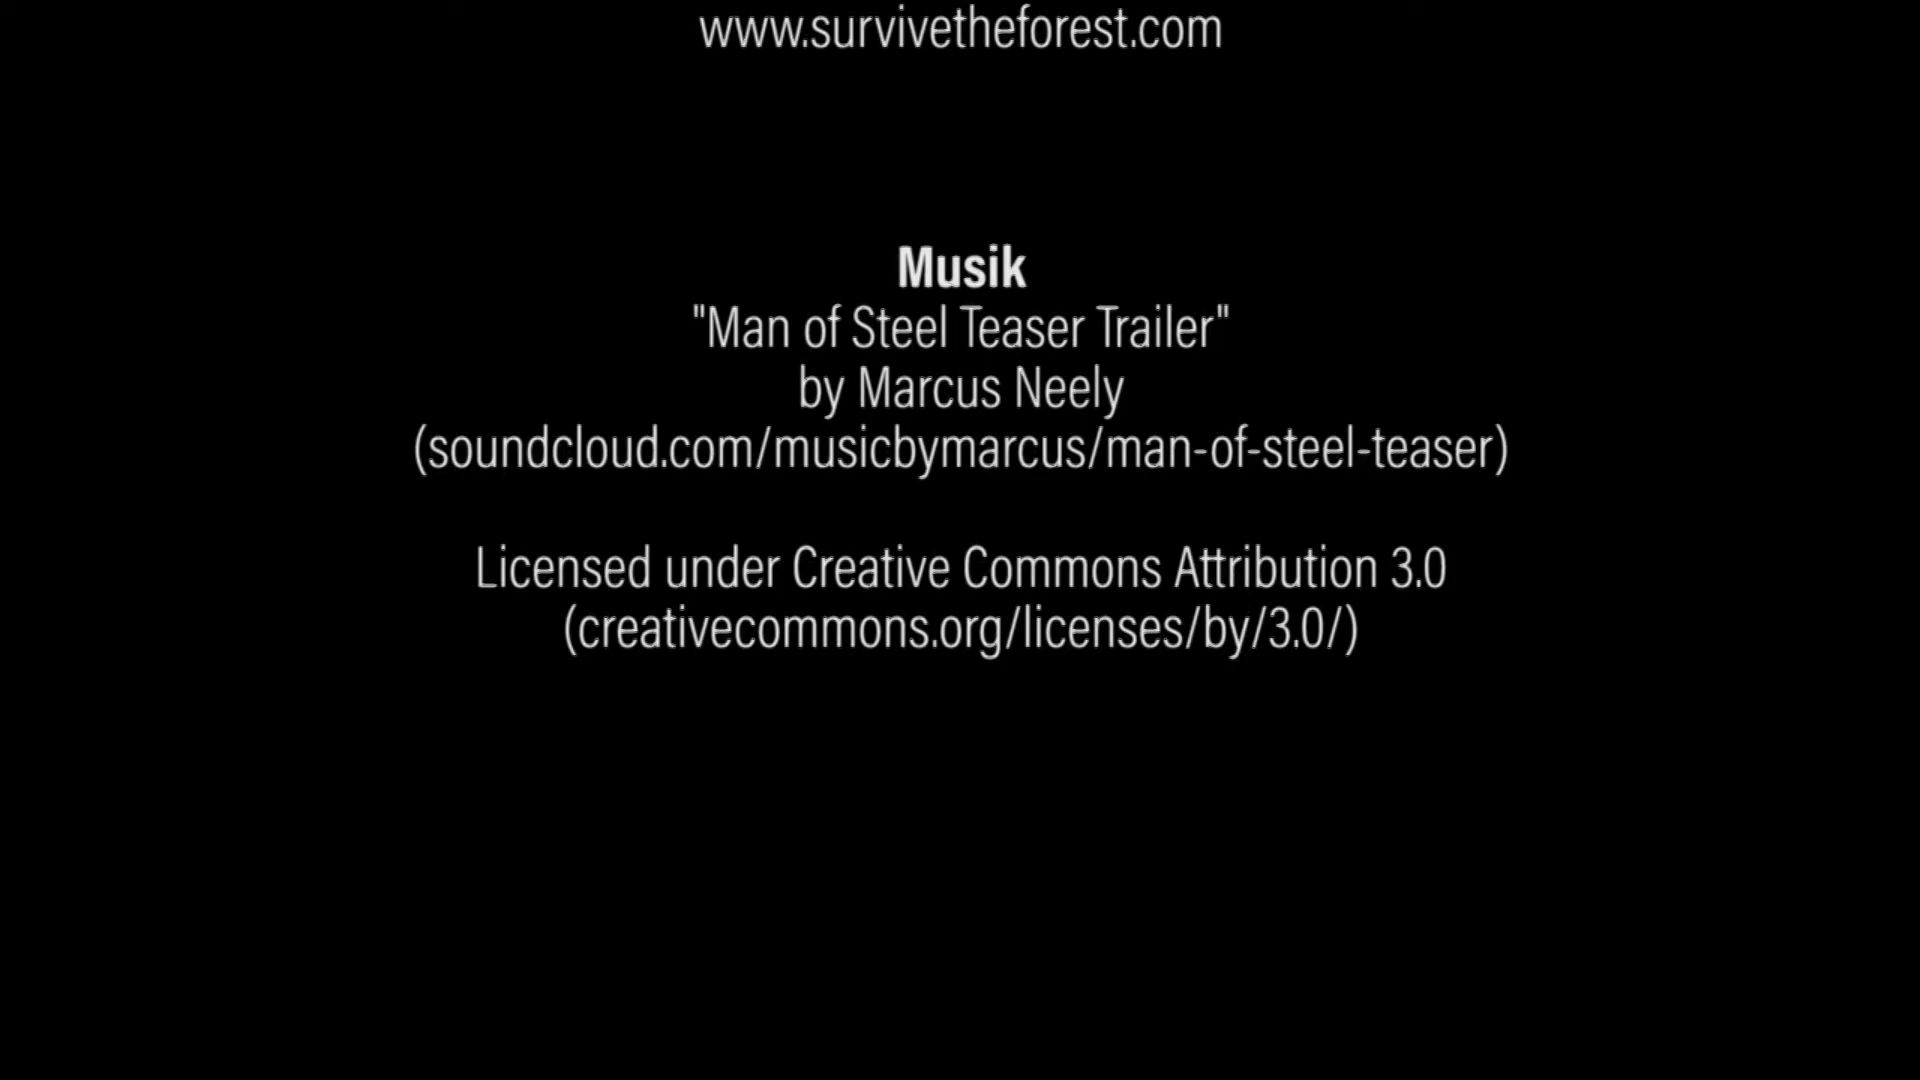 www.survivetheforest.com
Musik
"Man of Steel Teaser Trailer"
by Marcus Neely
(soundcloud.com/musicbymarcus/man-of-steel-teaser)
Licensed under Creative Commons Attribution 3.0
(creativecommons.org/licenses/by/3.0/)